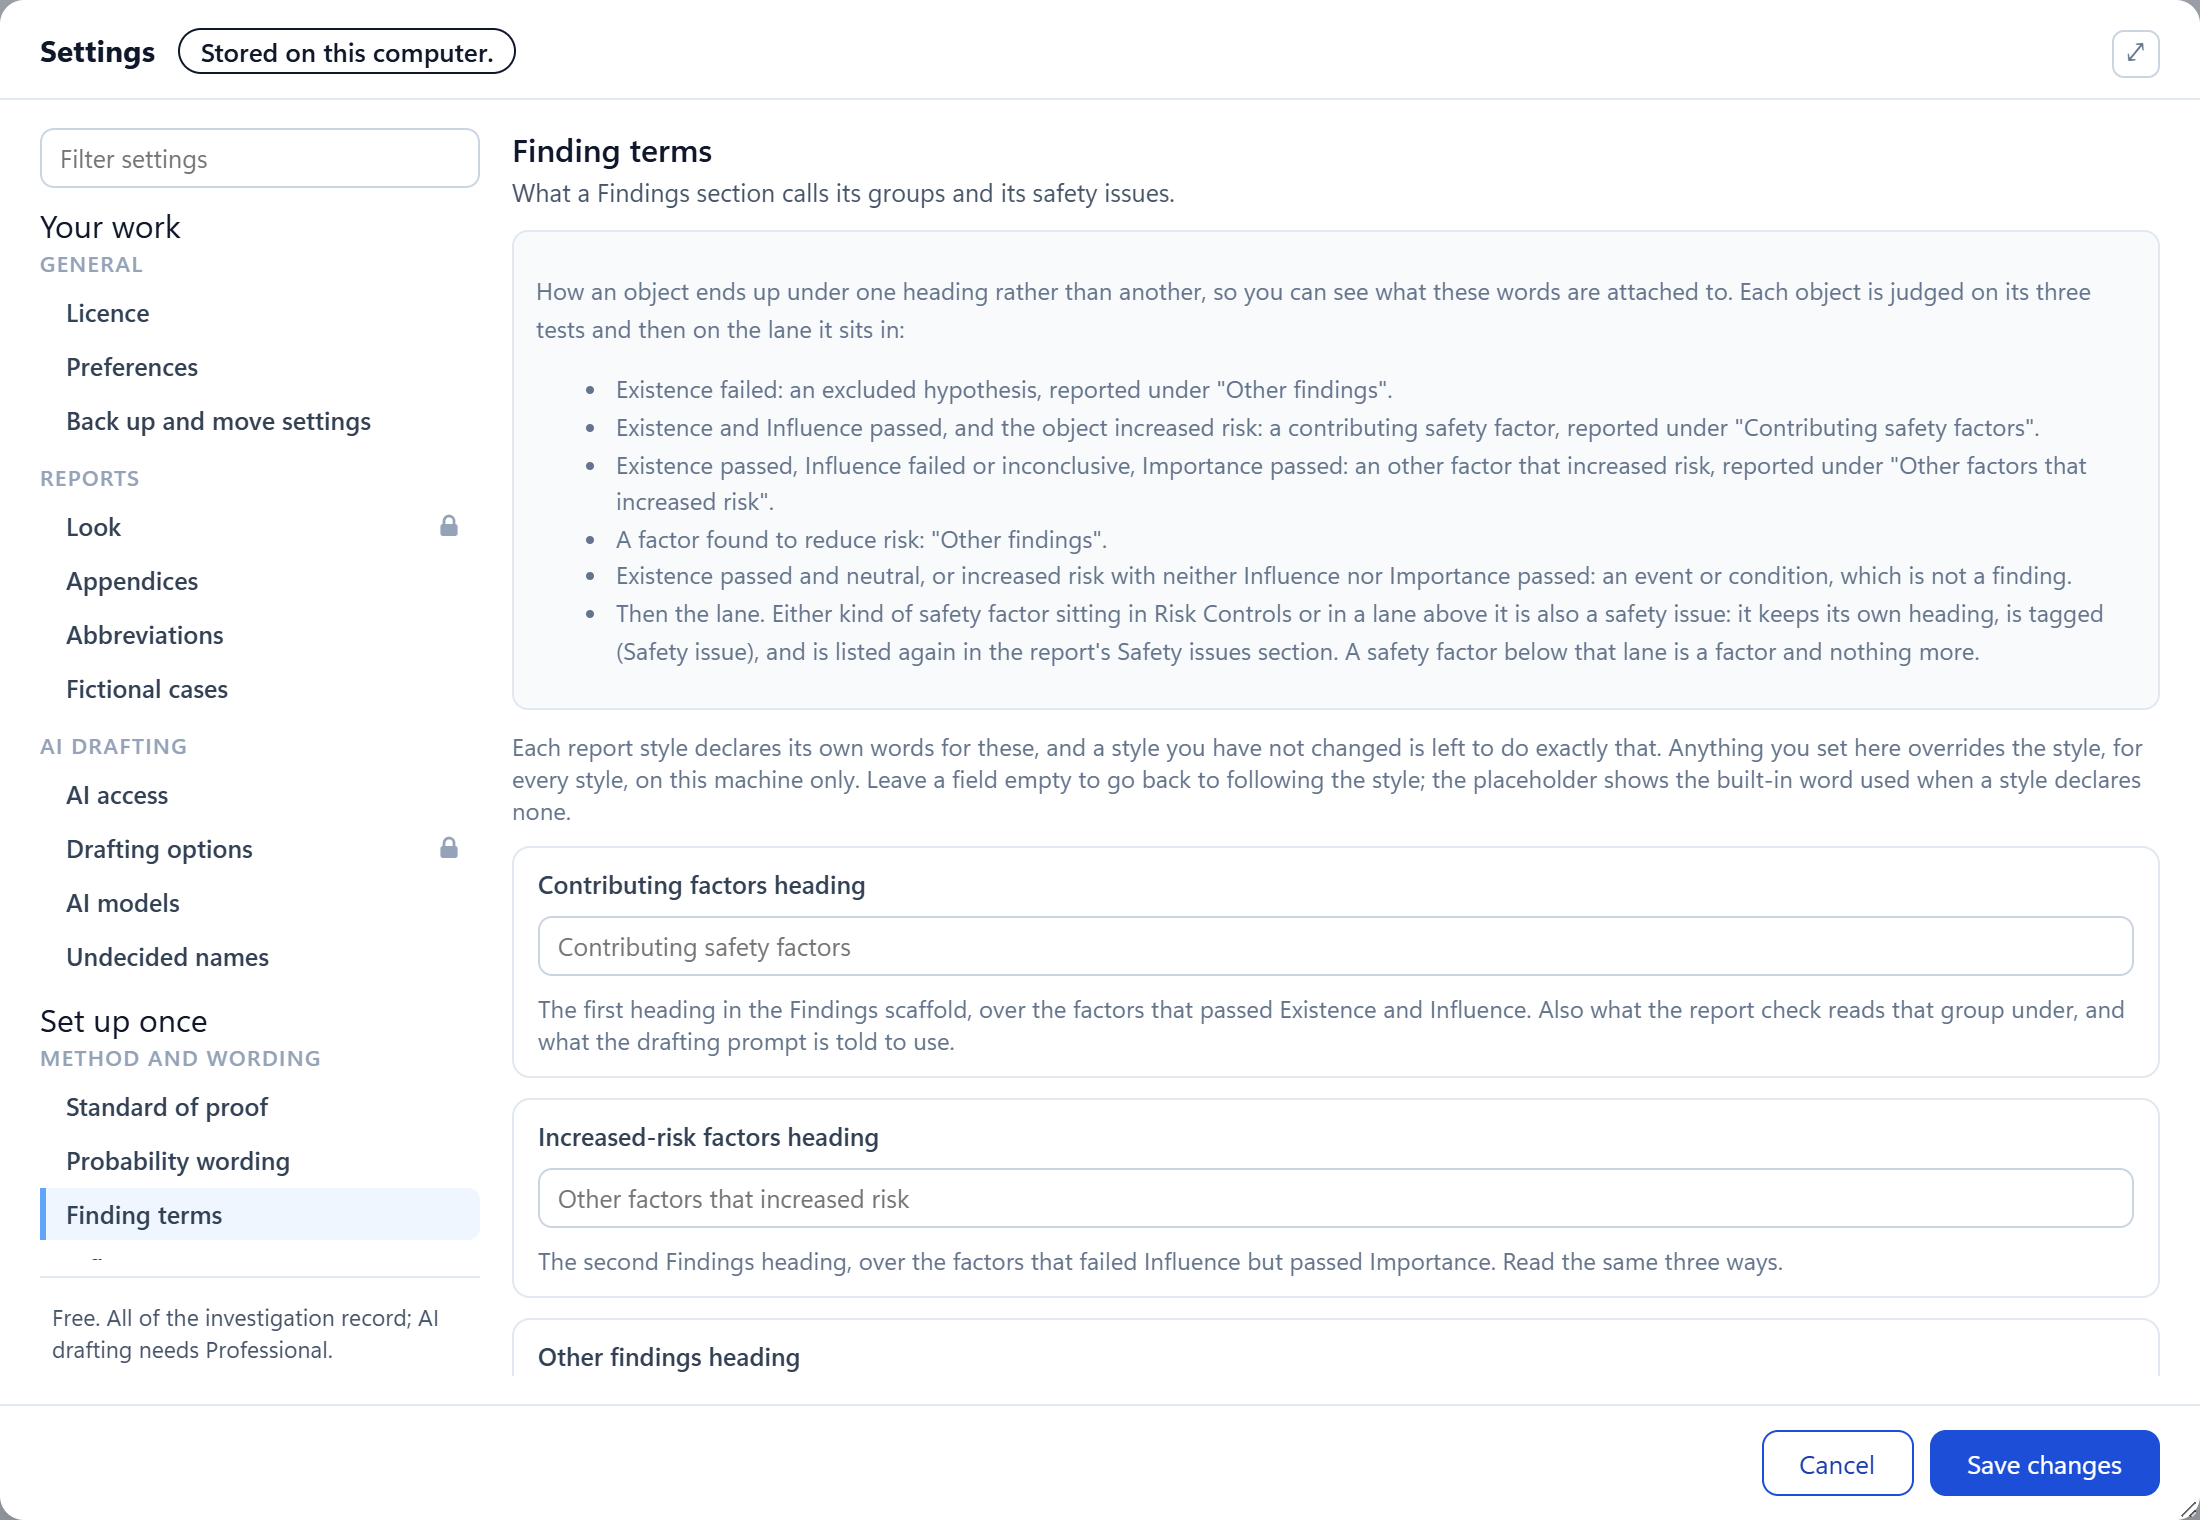 Settings
Stored on this computer.
Filter settings
Your work
GENERAL
Licence
Preferences
Back up and move settings
REPORTS
Look
Appendices
Abbreviations
Fictional cases
AI DRAFTING
AI access
Drafting options
AI models
Undecided names
Set up once
METHOD AND WORDING
Standard of proof
Probability wording
Finding terms
Free. All of the investigation record; AI
drafting needs Professional.
Finding terms
What a Findings section calls its groups and its safety issues.
How an object ends up under one heading rather than another, so you can see what these words are attached to. Each object is judged on its three
tests and then on the lane it sits in:
• Existence failed: an excluded hypothesis, reported under "Other findings".
• Existence and Influence passed, and the object increased risk: a contributing safety factor, reported under "Contributing safety factors".
• Existence passed, Influence failed or inconclusive, Importance passed: an other factor that increased risk, reported under "Other factors that
increased risk".
• A factor found to reduce risk: "Other findings".
• Existence passed and neutral, or increased risk with neither Influence nor Importance passed: an event or condition, which is not a finding.
• Then the lane. Either kind of safety factor sitting in Risk Controls or in a lane above it is also a safety issue: it keeps its own heading, is tagged
(Safety issue), and is listed again in the report's Safety issues section. A safety factor below that lane is a factor and nothing more.
Each report style declares its own words for these, and a style you have not changed is left to do exactly that. Anything you set here overrides the style, for
every style, on this machine only. Leave a field empty to go back to following the style; the placeholder shows the built-in word used when a style declares
none.
Contributing factors heading
Contributing safety factors
The first heading in the Findings scaffold, over the factors that passed Existence and Influence. Also what the report check reads that group under, and
what the drafting prompt is told to use.
Increased-risk factors heading
Other factors that increased risk
The second Findings heading, over the factors that failed Influence but passed Importance. Read the same three ways.
Other findings heading
Cancel
Save changes